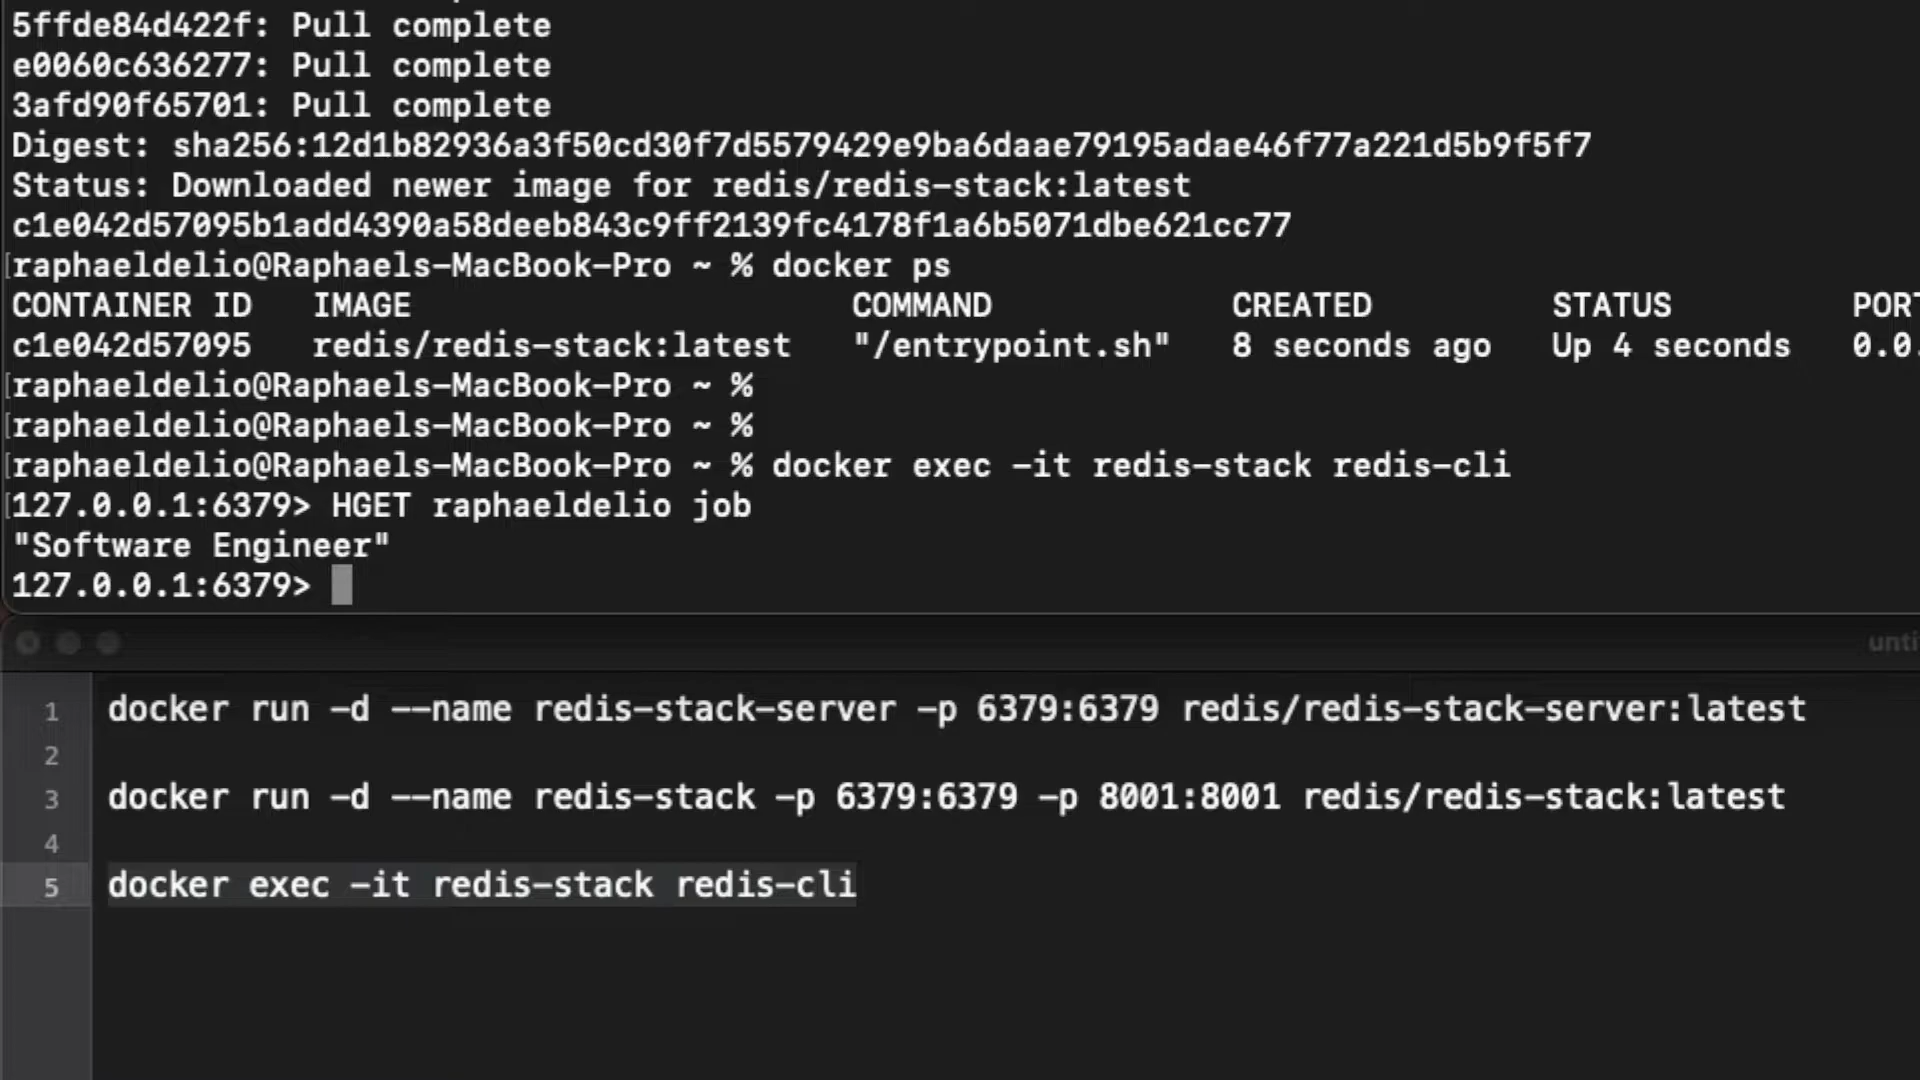 5ffde84d422f: Pull complete
e0060c636277: Pull complete
3afd90f65701: Pull complete
Digest: sha256:12d1b82936a3f50cd30f7d5579429e9ba6daae79195adae46f77a221d5b9f5f7
Status: Downloaded newer image for redis/redis-stack:latest
c1e042d57095b1add4390a58deeb843c9ff2139fc4178f1a6b5071dbe621cc77
[raphaeldelio@Raphaels-MacBook-Pro ~ % docker ps
CONTAINER ID   IMAGE                      COMMAND            CREATED         STATUS         PORT
c1e042d57095   redis/redis-stack:latest   "/entrypoint.sh"   8 seconds ago   Up 4 seconds   0.0.
[raphaeldelio@Raphaels-MacBook-Pro ~ %
[raphaeldelio@Raphaels-MacBook-Pro ~ %
[raphaeldelio@Raphaels-MacBook-Pro ~ % docker exec -it redis-stack redis-cli
[127.0.0.1:6379> HGET raphaeldelio job
"Software Engineer"
127.0.0.1:6379>
unti
1 docker run -d --name redis-stack-server -p 6379:6379 redis/redis-stack-server:latest
2
3 docker run -d --name redis-stack -p 6379:6379 -p 8001:8001 redis/redis-stack:latest
4
5 docker exec -it redis-stack redis-cli